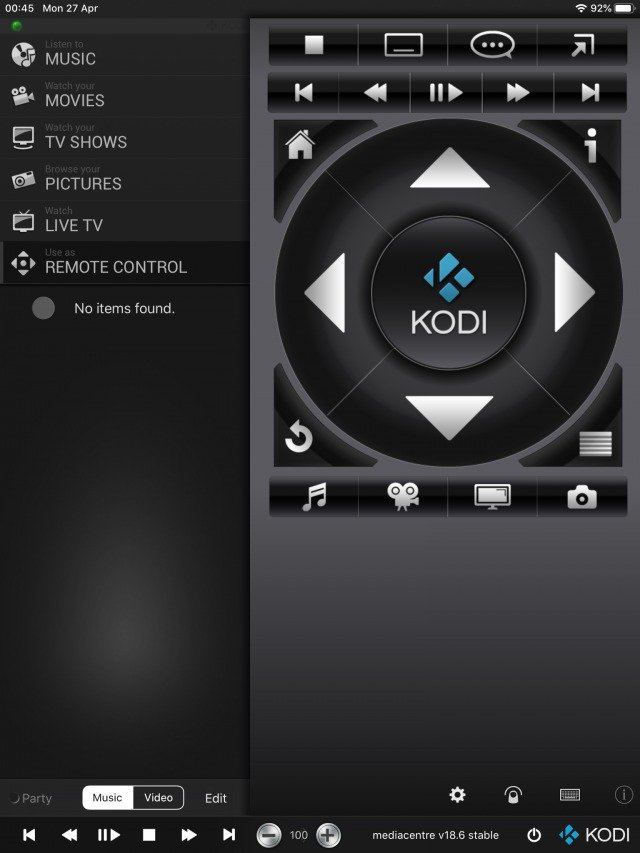 00:45 Mon 27 Apr
92%
Listen to
MUSIC
Watch your
MOVIES
Watch your
TV SHOWS
Browse your
PICTURES
Watch
LIVE TV
Use as
REMOTE CONTROL
No items found.
KODI
Party
Music
Video
Edit
100
mediacentre v18.6 stable
KODI